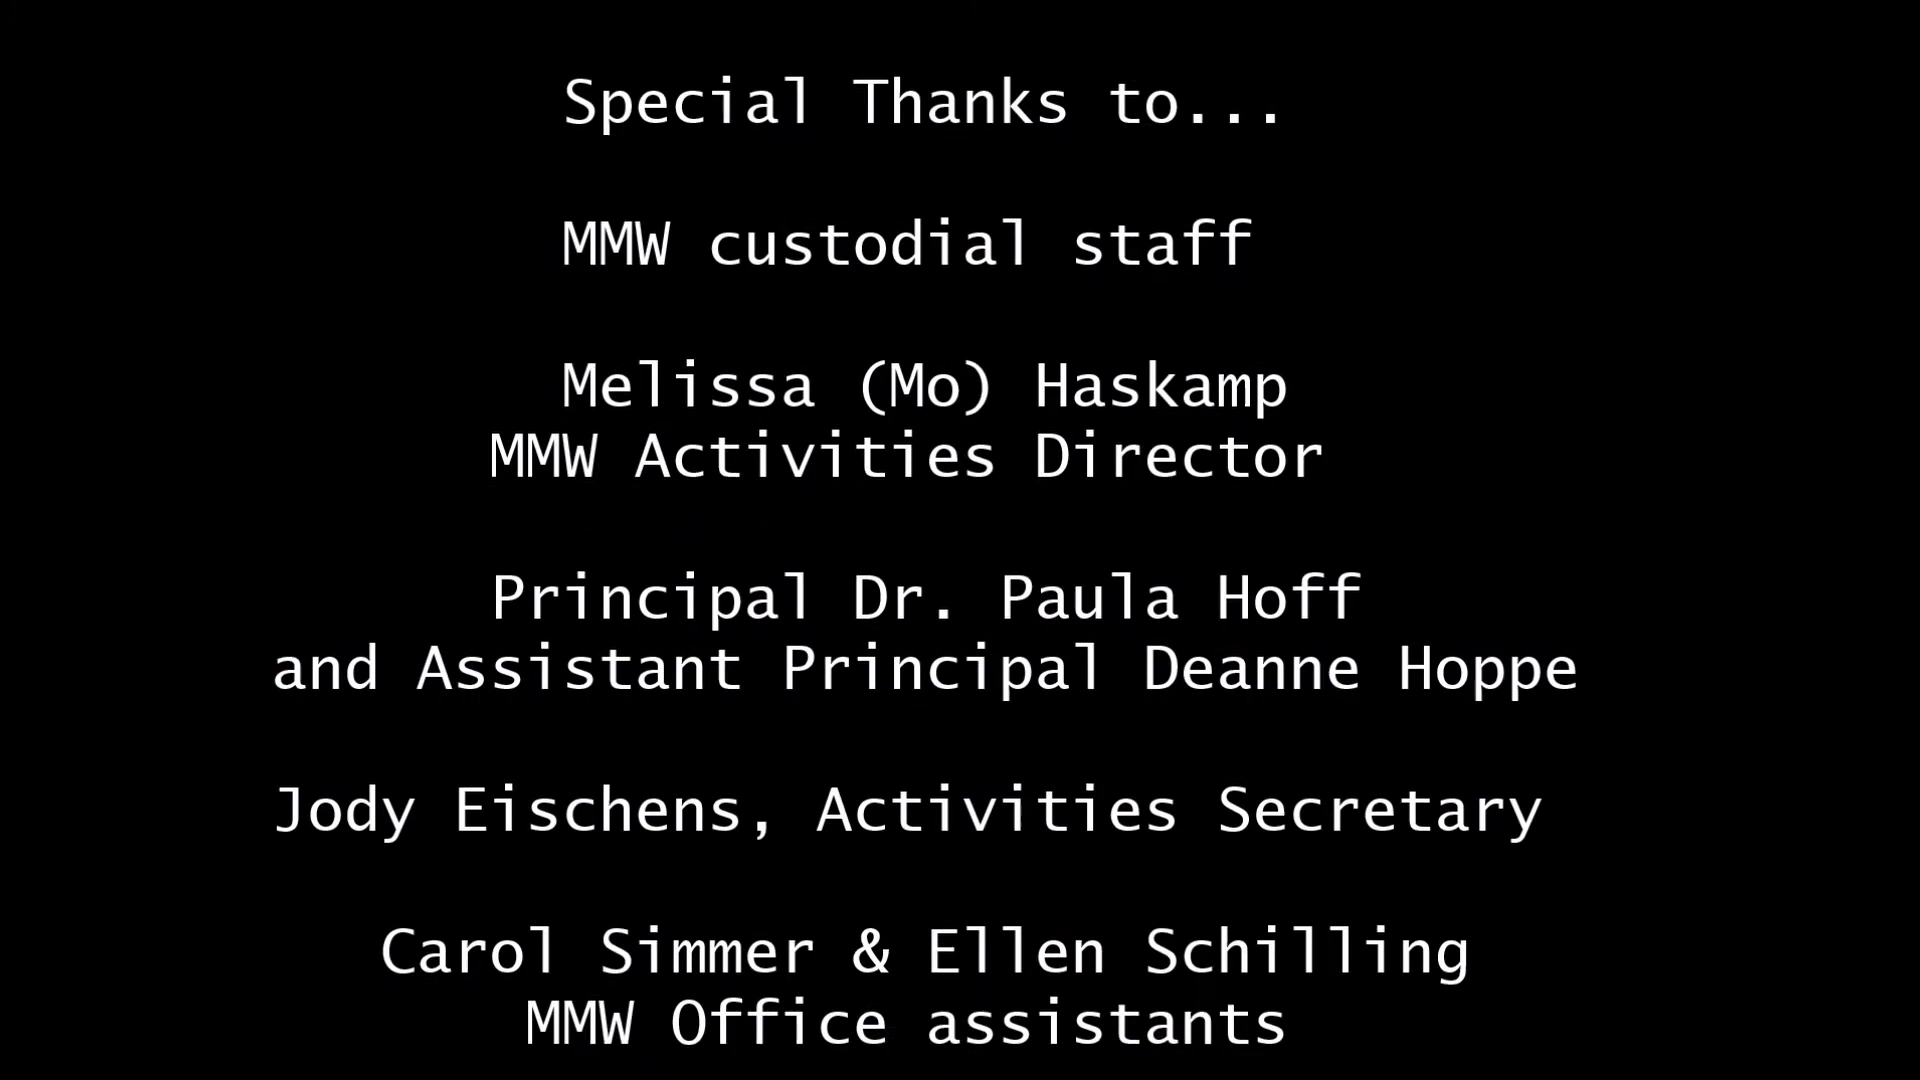 Special Thanks to...
MMW custodial staff
Melissa (Mo) Haskamp
MMW Activities Director
Principal Dr. Paula Hoff
and Assistant Principal Deanne Hoppe
Jody Eischens, Activities Secretary
Carol Simmer & Ellen Schilling
MMW Office assistants